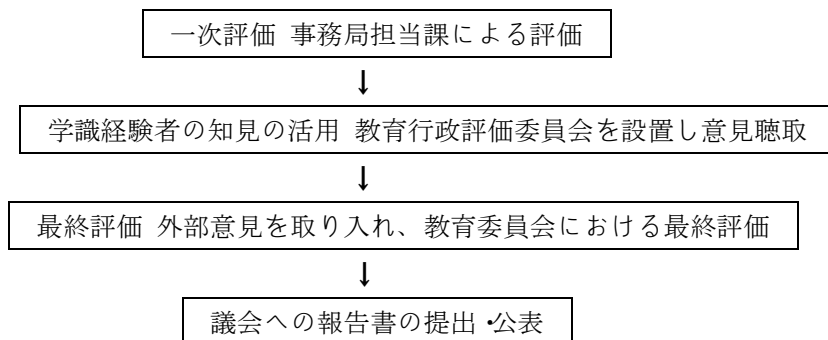 一次評価 事務局担当課による評価
↓
学識経験者の知見の活用 教育行政評価委員会を設置し意見聴取
↓
最終評価 外部意見を取り入れ、教育委員会における最終評価
↓
議会への報告書の提出・公表